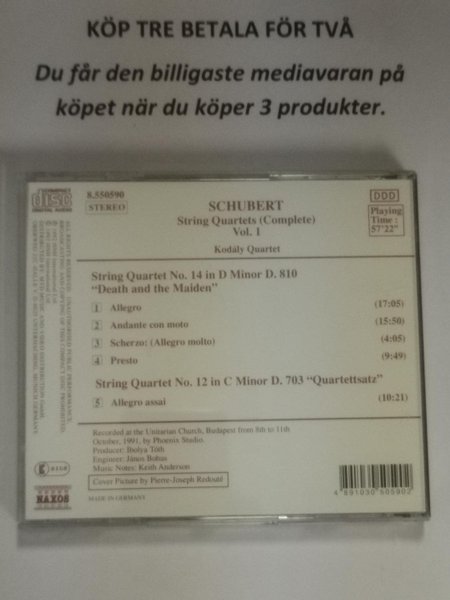 KÖP TRE BETALA FÖR TVÅ
Du får den billigaste mediavaran på
köpet när du köper 3 produkter.
COMPACT
disc
DIGITAL AUDIO
8.550590
STEREO
SCHUBERT
String Quartets (Complete)
Vol. 1
Kodály Quartet
DDD
Playing
Time :
57'22"
String Quartet No. 14 in D Minor D. 810
"Death and the Maiden"
1 Allegro (17:05)
2 Andante con moto (15:50)
3 Scherzo: (Allegro molto) (4:05)
4 Presto (9:49)
String Quartet No. 12 in C Minor D. 703 "Quartettsatz"
5 Allegro assai (10:21)
Recorded at the Unitarian Church, Budapest from 8th to 11th
October, 1991, by Phoenix Studio.
Producer: Ibolya Tóth
Engineer: János Bohus
Music Notes: Keith Anderson
Cover Picture by Pierre-Joseph Redouté
NAXOS
MADE IN GERMANY
4 891030 505902